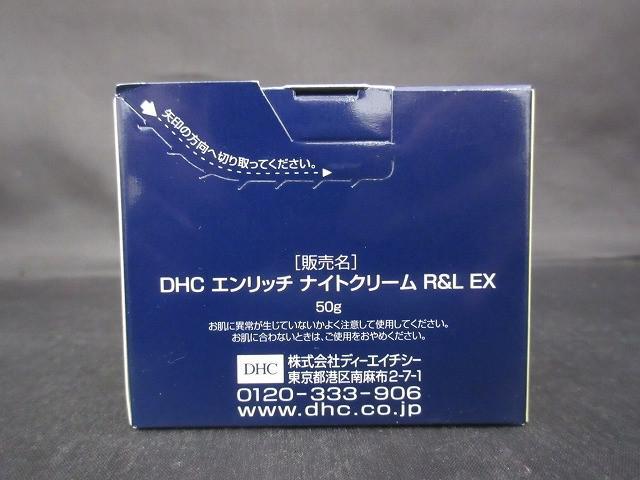 矢印の方向へ切り取ってください。
［販売名］
DHC エンリッチ ナイトクリーム R&L EX
50g
お肌に異常が生じていないかよく注意して使用してください。
お肌に合わないときは、ご使用をおやめください。
DHC 株式会社ディーエイチシー
東京都港区南麻布2-7-1
0120-333-906
www.dhc.co.jp